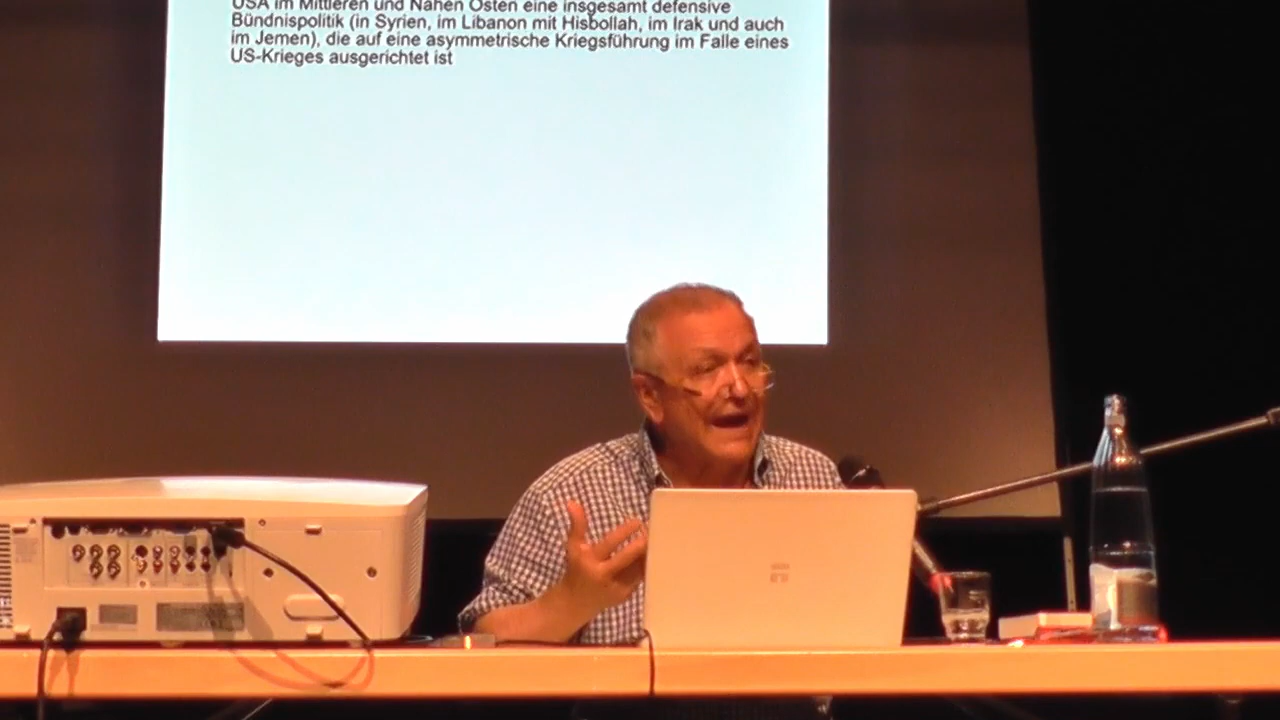 USA im Mittleren und Nahen Osten eine insgesamt defensive
Bündnispolitik (in Syrien, im Libanon mit Hisbollah, im Irak und auch
im Jemen), die auf eine asymmetrische Kriegsführung im Falle eines
US-Krieges ausgerichtet ist